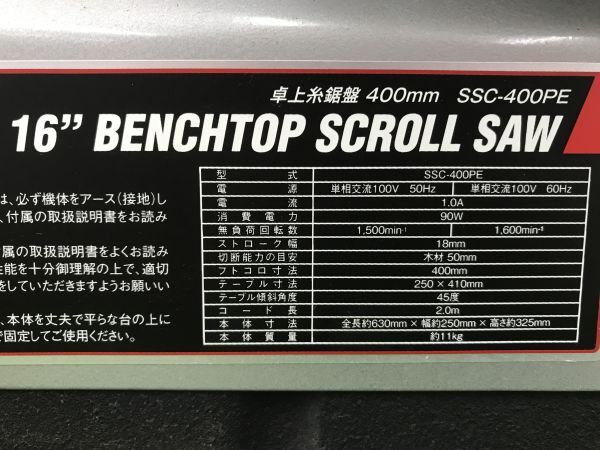 卓上糸鋸盤 400mm SSC-400PE
16” BENCHTOP SCROLL SAW
は、必ず機体をアース(接地)し
、付属の取扱説明書をお読み
属の取扱説明書をよくお読み
性能を十分御理解の上で、適切
をしていただきますようお願いい
、本体を丈夫で平らな台の上に
で固定してご使用ください。
型式 SSC-400PE
電源 単相交流100V 50Hz 単相交流100V 60Hz
電流 1.0A
消費電力 90W
無負荷回転数 1,500min-¹ 1,600min-¹
ストローク幅 18mm
切断能力の目安 木材 50mm
フトコロ寸法 400mm
テーブル寸法 250 × 410mm
テーブル傾斜角度 45度
コード長 2.0m
本体寸法 全長約630mm × 幅約250mm × 高さ約325mm
本体質量 約11kg